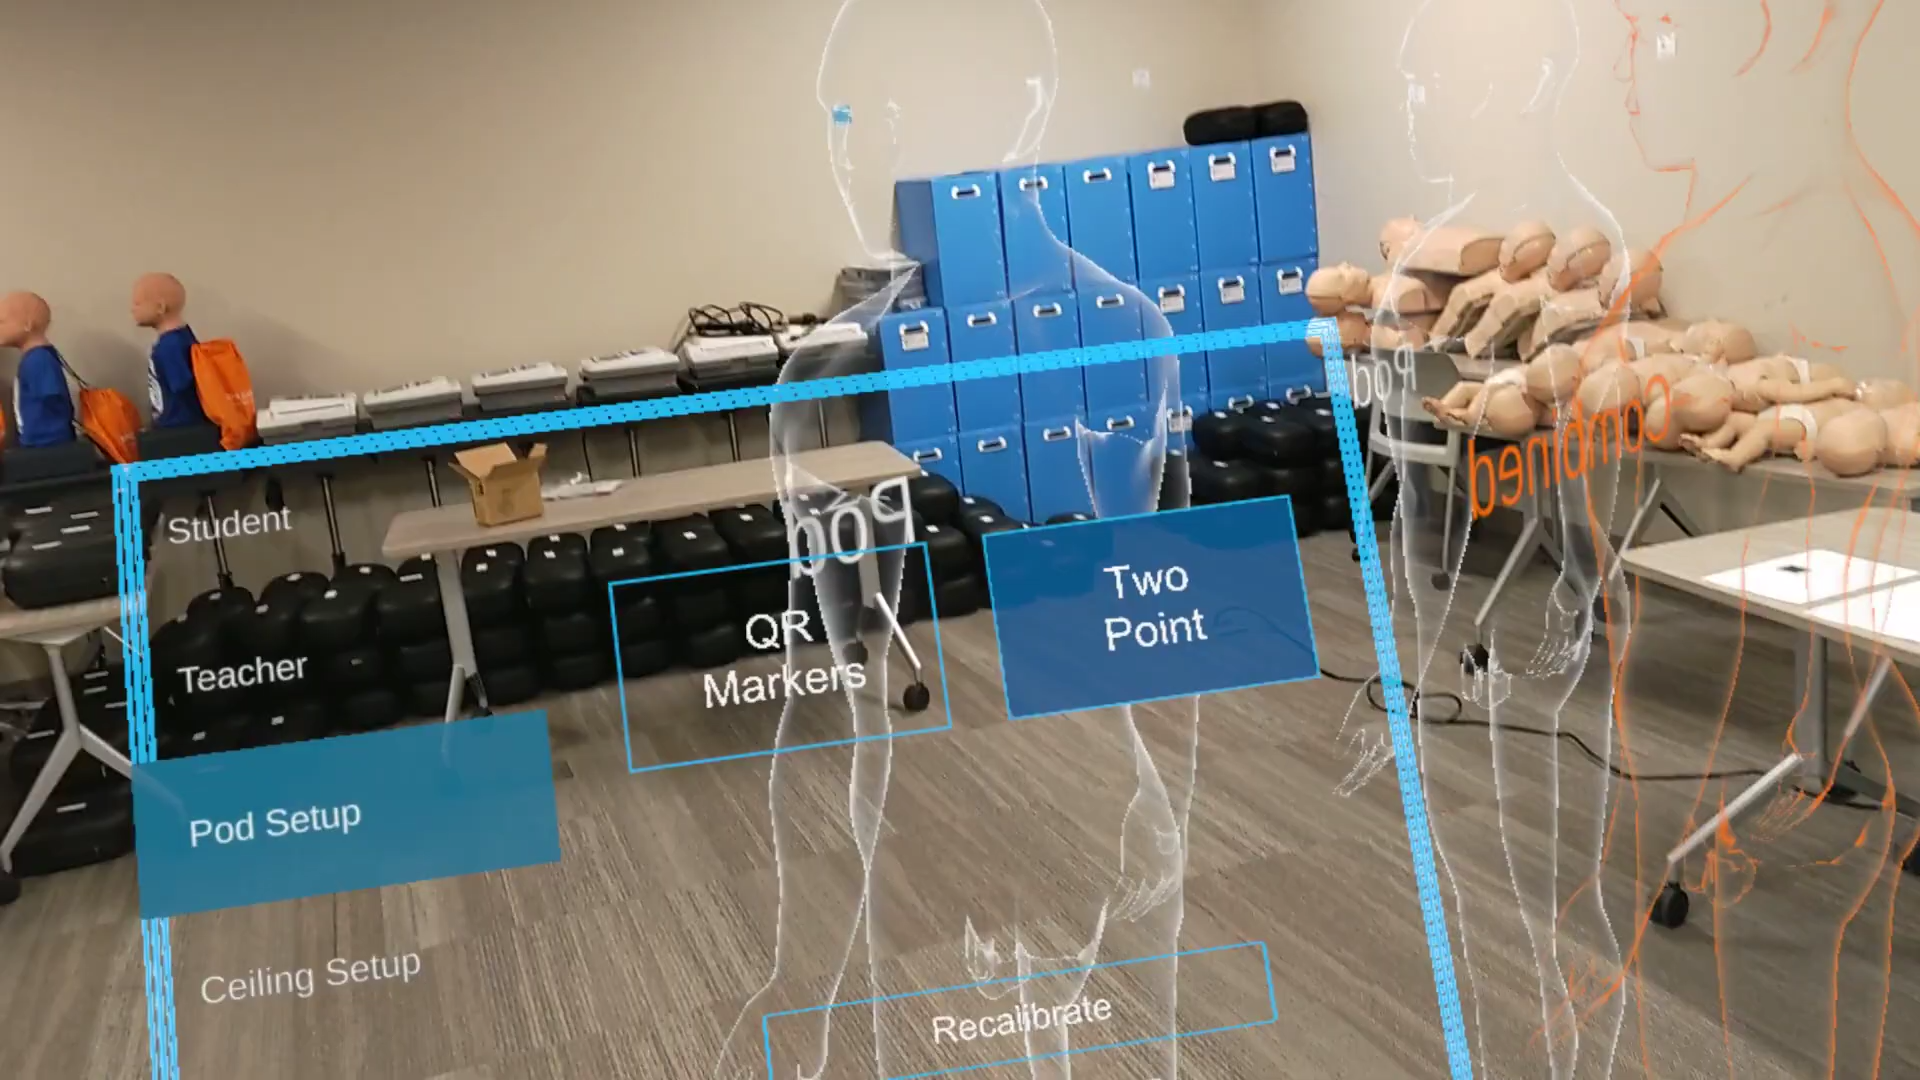 Student
Teacher
Pod Setup
Ceiling Setup
QR
Markers
Two
Point
Recalibrate
Pod
Pod
Combined